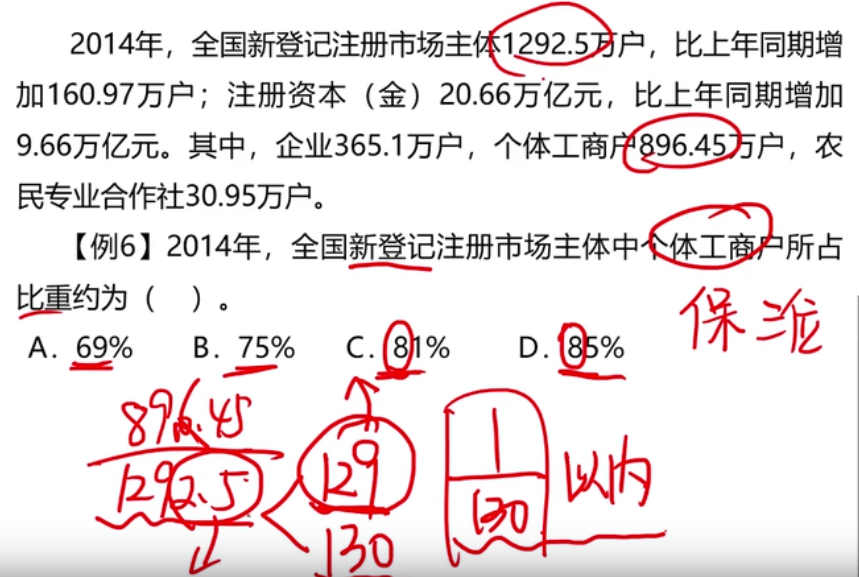 2014年，全国新登记注册市场主体1292.5万户，比上年同期增
加160.97万户；注册资本（金）20.66万亿元，比上年同期增加
9.66万亿元。其中，企业365.1万户，个体工商户896.45万户，农
民专业合作社30.95万户。
【例6】2014年，全国新登记注册市场主体中个体工商户所占
比重约为（ ）。
A. 69% B. 75% C. 81% D. 85%
保三位
896.45
1292.5
129
130
1
130
以内